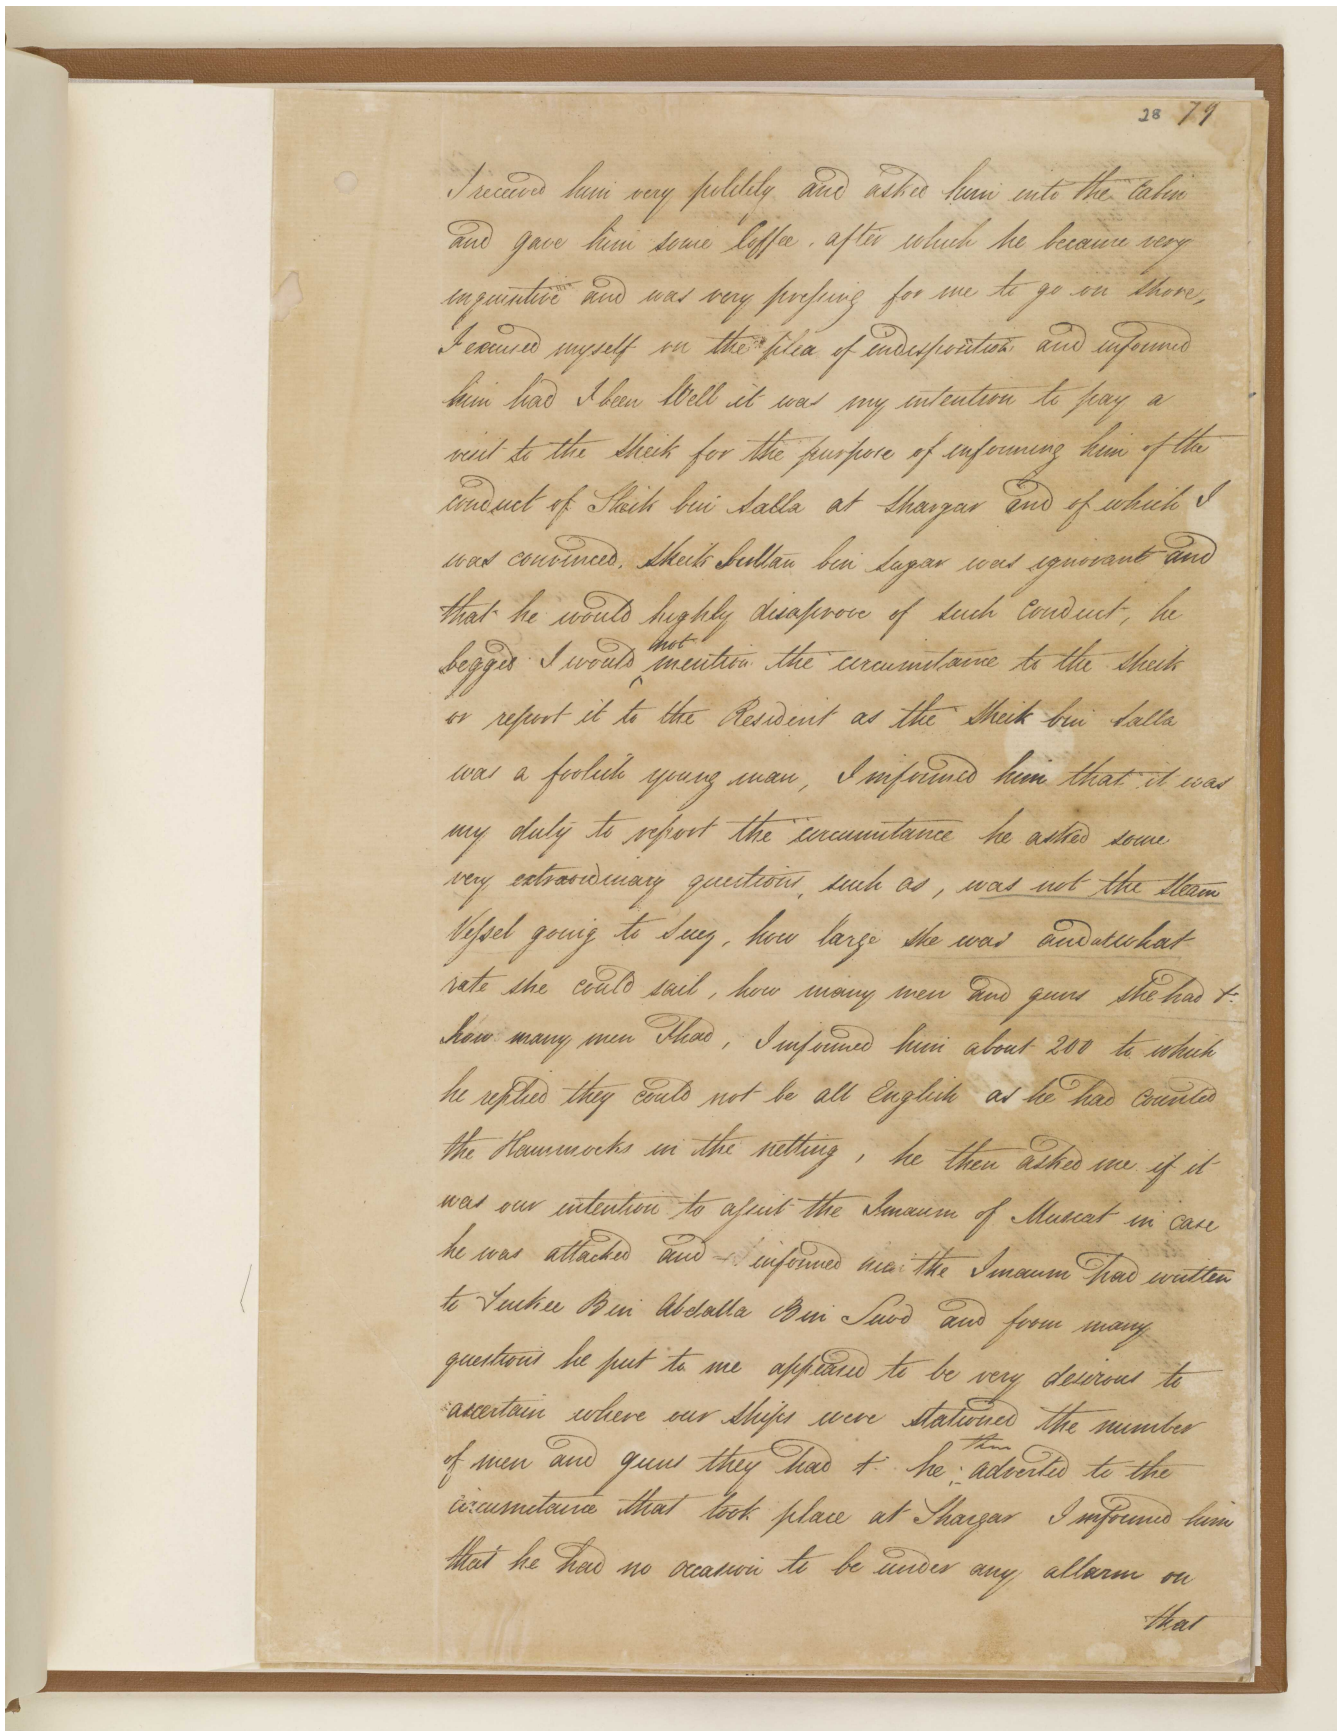 28 79
I received him very politely and asked him into the Cabin
and gave him some Coffee. after which he became very
inquisitive and was very preſsing for me to go on shore,
I excused myself on the plea of indisposition and informed
him had I been Well it was my intention to pay a
visit to the Sheik for the purpose of informing him of the
conduct of Sheik bin Salla at Shargar and of which I
was convinced. Sheik Sultan bin Sugar was ignorant and
that he would highly disaprove of such Conduct, he
begged I would not mention the circumstance to the Sheik
or report it to the Resident as the Sheik bin Salla
was a foolish young man, I informed him that it was
my duty to report the circumstance he asked some
very extraordinary questions, such as, was not the Steam
Veſsel going to Suez, how large she was and at what
rate she could sail, how many men and guns she had &
how many men I had, I informed him about 200 to which
he replied they could not be all English as he had Counted
the Hammocks in the netting, he then asked me if it
was our intention to aſsist the Imaum of Muscat in case
he was attacked and informed me the Imaum had written
to Turkee Bin Abdalla Bin Suod and from many
questions he put to me appeared to be very desirous to
ascertain where our Ships were stationed the number
of men and guns they had & he then adverted to the
circumstance that took place at Shargar I informed him
that he had no occasion to be under any allarm on
that